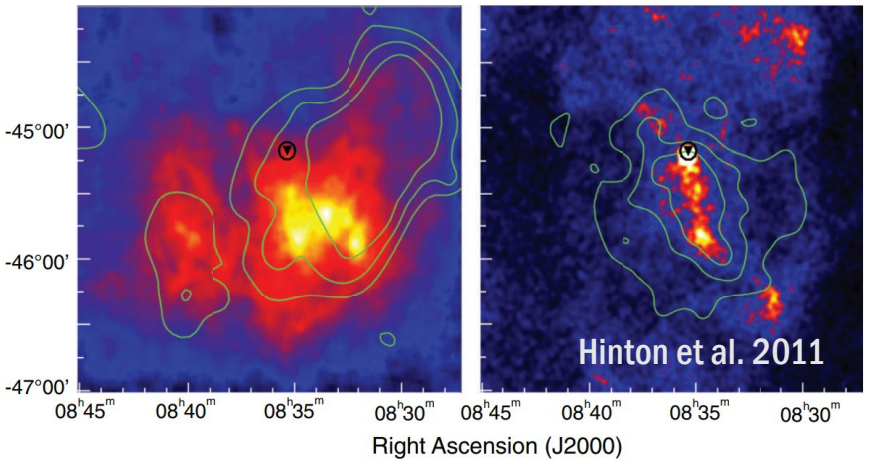 -45°00'
-46°00'
-47°00'
08ʰ45ᵐ 08ʰ40ᵐ 08ʰ35ᵐ 08ʰ30ᵐ 08ʰ45ᵐ 08ʰ40ᵐ 08ʰ35ᵐ 08ʰ30ᵐ
Hinton et al. 2011
Right Ascension (J2000)